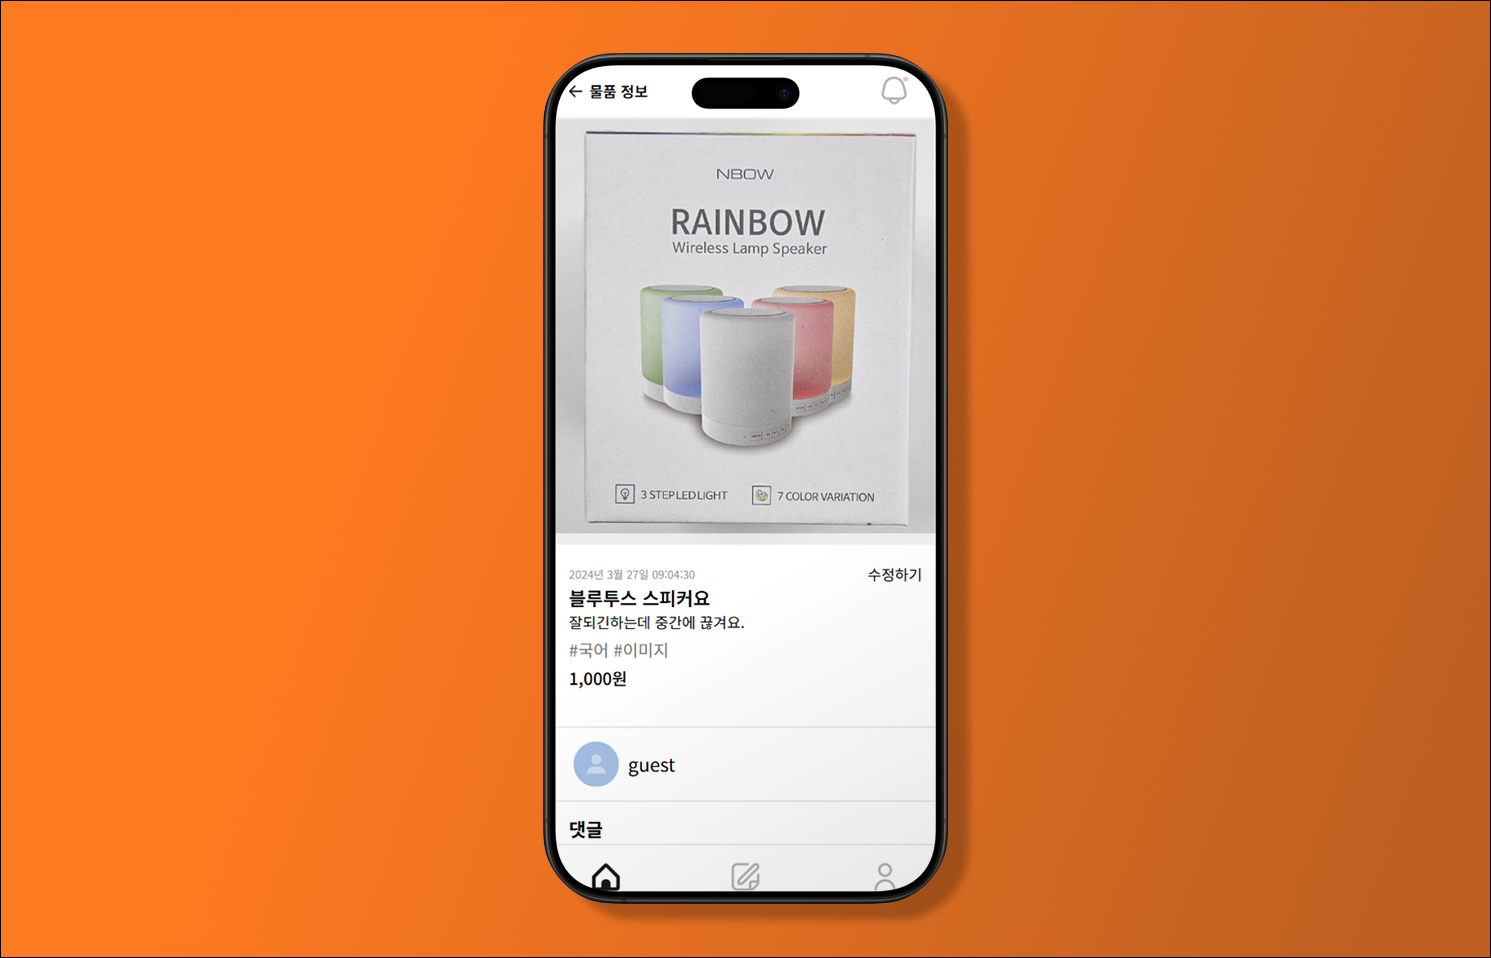 물품 정보
NBOW
RAINBOW
Wireless Lamp Speaker
3 STEP LED LIGHT
7 COLOR VARIATION
2024년 3월 27일 09:04:30
수정하기
블루투스 스피커요
잘되긴하는데 중간에 끊겨요.
#국어 #이미지
1,000원
guest
댓글